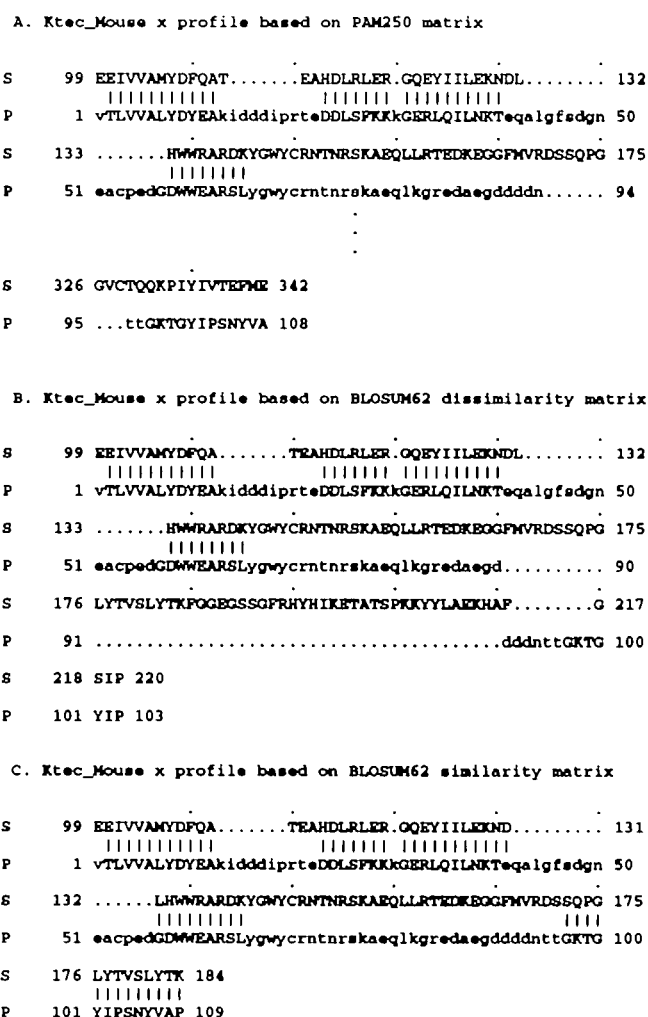 A. Ktec_Mouse x profile based on PAM250 matrix
S 99 EEIVVAMYDFQAT.......EAHDLRLER.GQEYIILEKNDL........ 132
||||||||||| ||||||| ||||||||||
P 1 vTLVVALYDYEAkidddiprteDDLSFKKkGERLQILNKTeqalgfsdgn 50
S 133 .......HWWRARDKYGWYCRNTNRSKAEQLLRTEDKEGGFMVRDSSQPG 175
||||||||
P 51 eacpedGDWWEARSLygwycrntnrskaeqlkgredaegddddn...... 94
.
.
.
S 326 GVCTQQKPIYIVTEFME 342
P 95 ...ttGKTGYIPSNYVA 108
B. Ktec_Mouse x profile based on BLOSUM62 dissimilarity matrix
S 99 EEIVVAMYDFQA.......TEAHDLRLER.GQEYIILEKNDL........ 132
||||||||||| ||||||| ||||||||||
P 1 vTLVVALYDYEAkidddiprteDDLSFKKkGERLQILNKTeqalgfsdgn 50
S 133 .......HWWRARDKYGWYCRNTNRSKAEQLLRTEDKEGGFMVRDSSQPG 175
||||||||
P 51 eacpedGDWWEARSLygwycrntnrskaeqlkgredaegd.......... 90
S 176 LYTVSLYTKFGGEGSSGFRHYHIKETATSPKKYYLAEKHAF........G 217
P 91 ........................................dddnttGKTG 100
S 218 SIP 220
P 101 YIP 103
C. Ktec_Mouse x profile based on BLOSUM62 similarity matrix
S 99 EEIVVAMYDFQA.......TEAHDLRLER.GQEYIILEKND......... 131
||||||||||| ||||||| |||||||||||
P 1 vTLVVALYDYEAkidddiprteDDLSFKKkGERLQILNKTeqalgfsdgn 50
S 132 ......LHWWRARDKYGWYCRNTNRSKAEQLLRTEDKEGGFMVRDSSQPG 175
||||||||| ||||
P 51 eacpedGDWWEARSLygwycrntnrskaeqlkgredaegddddnttGKTG 100
S 176 LYTVSLYTK 184
|||||||||
P 101 YIPSNYVAP 109